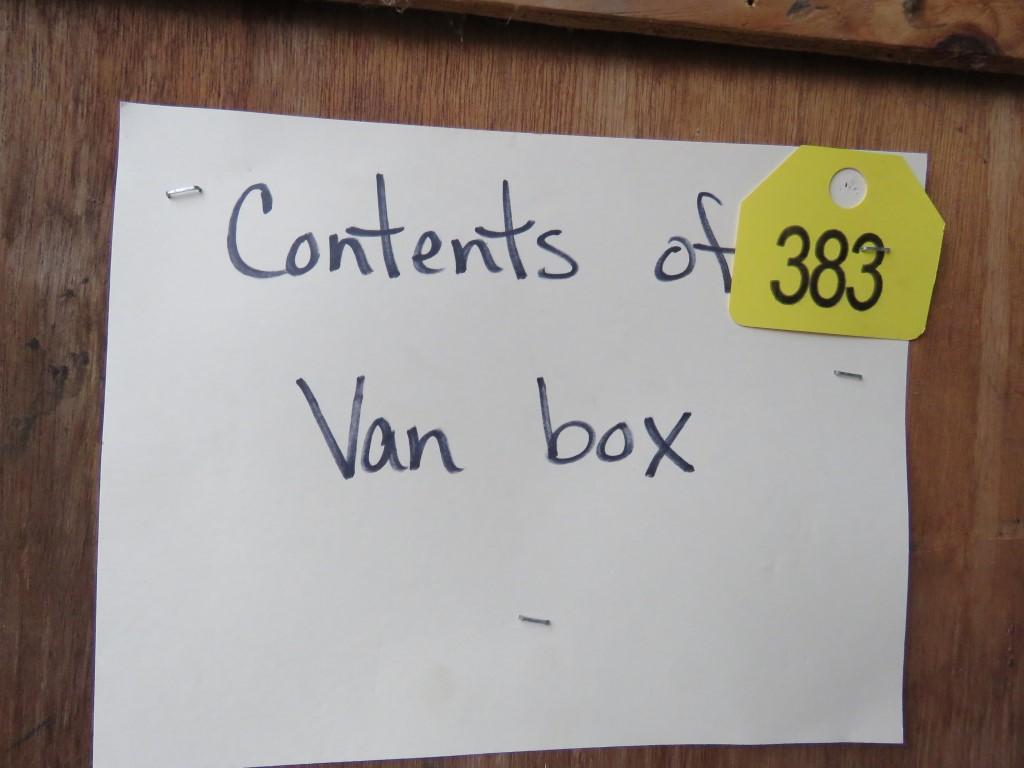 Contents of
383
Van box